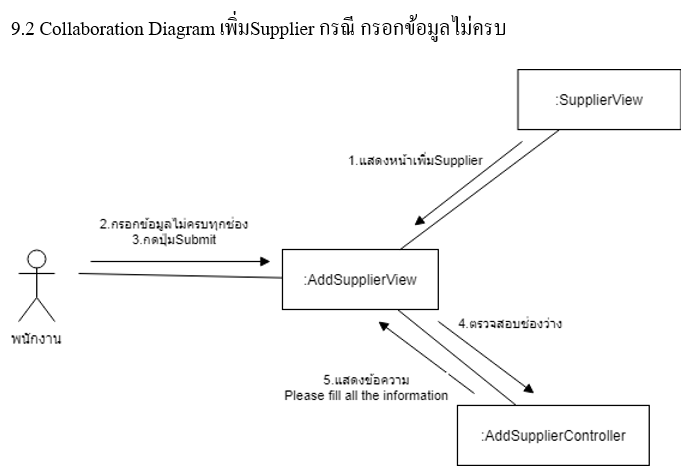 9.2 Collaboration Diagram เพิ่มSupplier กรณี กรอกข้อมูลไม่ครบ
:SupplierView
1.แสดงหน้าเพิ่มSupplier
2.กรอกข้อมูลไม่ครบทุกช่อง
3.กดปุ่มSubmit
:AddSupplierView
พนักงาน
4.ตรวจสอบช่องว่าง
5.แสดงข้อความ
Please fill all the information
:AddSupplierController